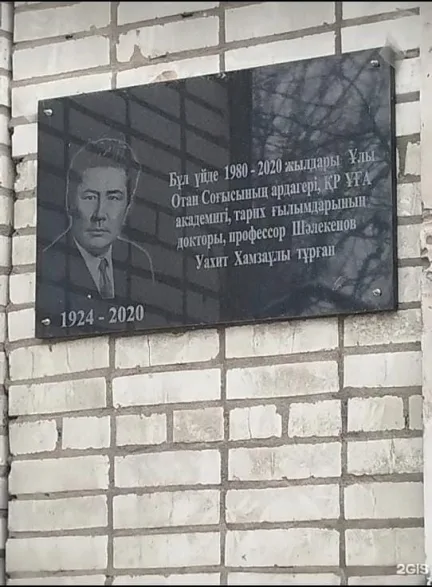 Бұл үйде 1980 - 2020 жылдары Ұлы
Отан Соғысының ардагері, ҚР ҰҒА
академигі, тарих ғылымдарының
докторы, профессор Шәлекенов
Уахит Хамзаұлы тұрған
1924 - 2020
2GIS